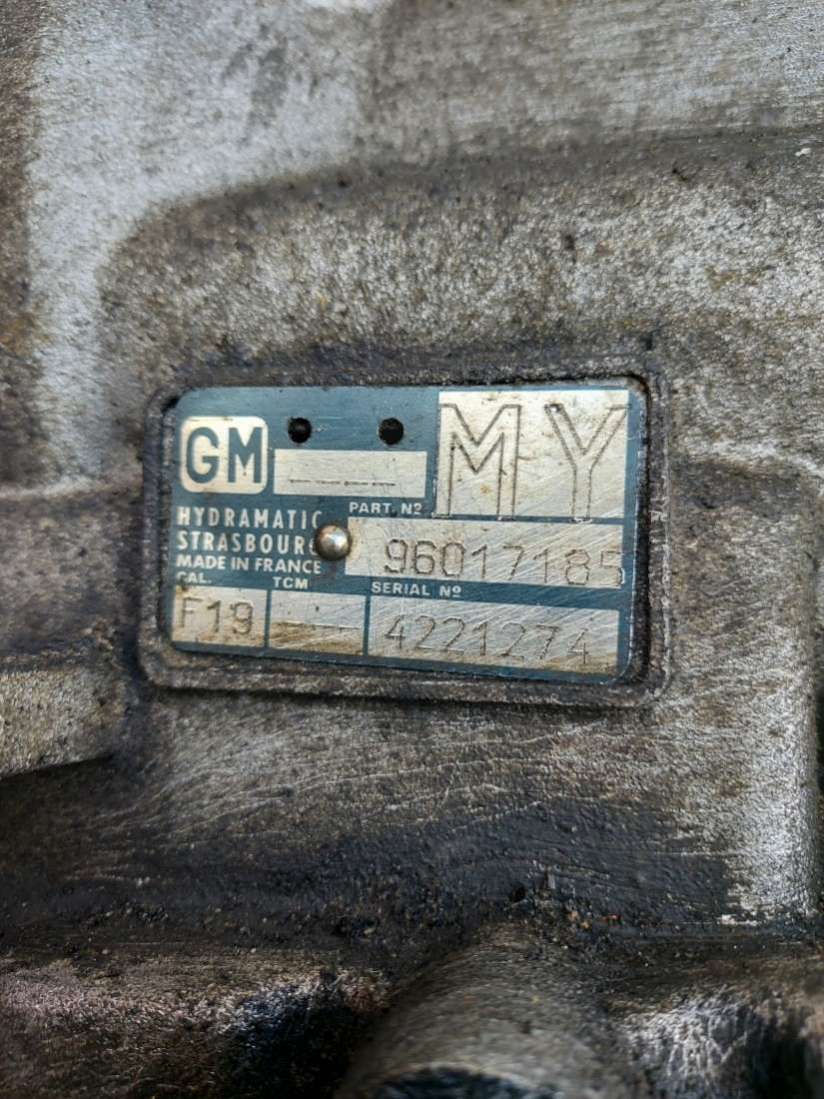 GM
MY
PART. Nº
HYDRAMATIC
STRASBOURG
96017185
MADE IN FRANCE
CAL. TCM SERIAL Nº
F19 4221274